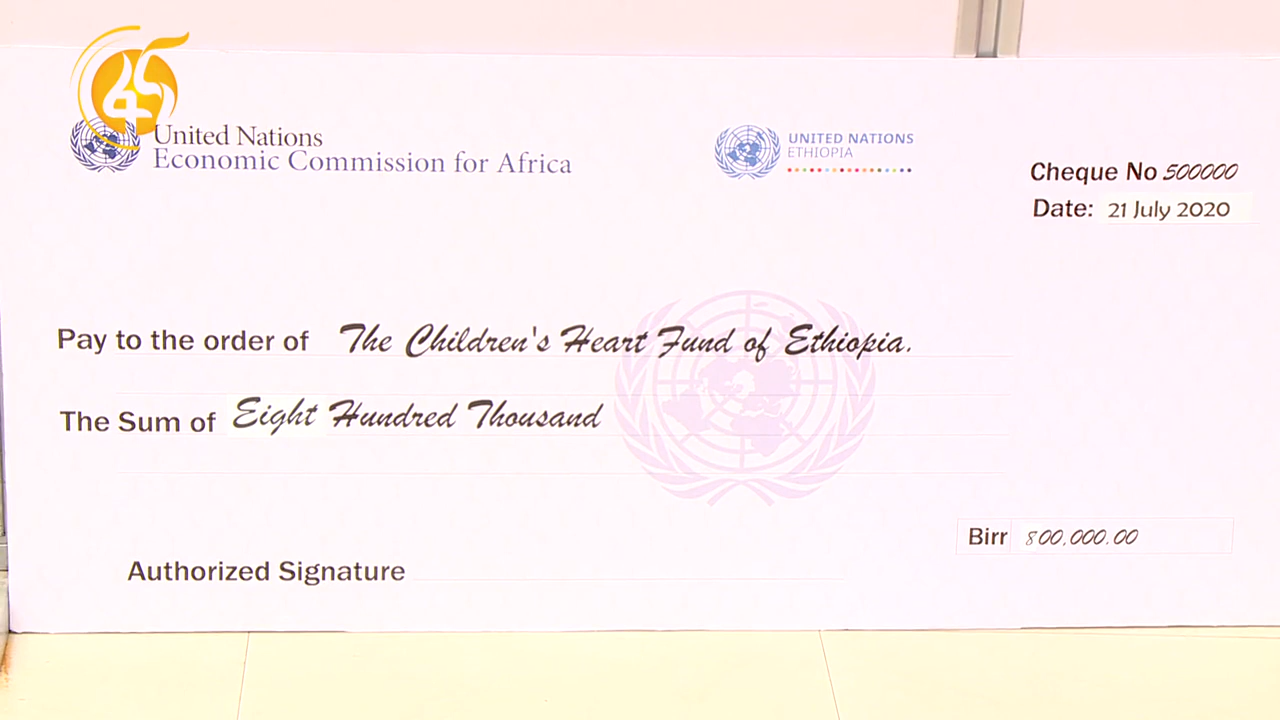 United Nations
Economic Commission for Africa
UNITED NATIONS
ETHIOPIA
Cheque No 500000
Date: 21 July 2020
Pay to the order of The Children's Heart Fund of Ethiopia.
The Sum of Eight Hundred Thousand
Birr 800,000.00
Authorized Signature